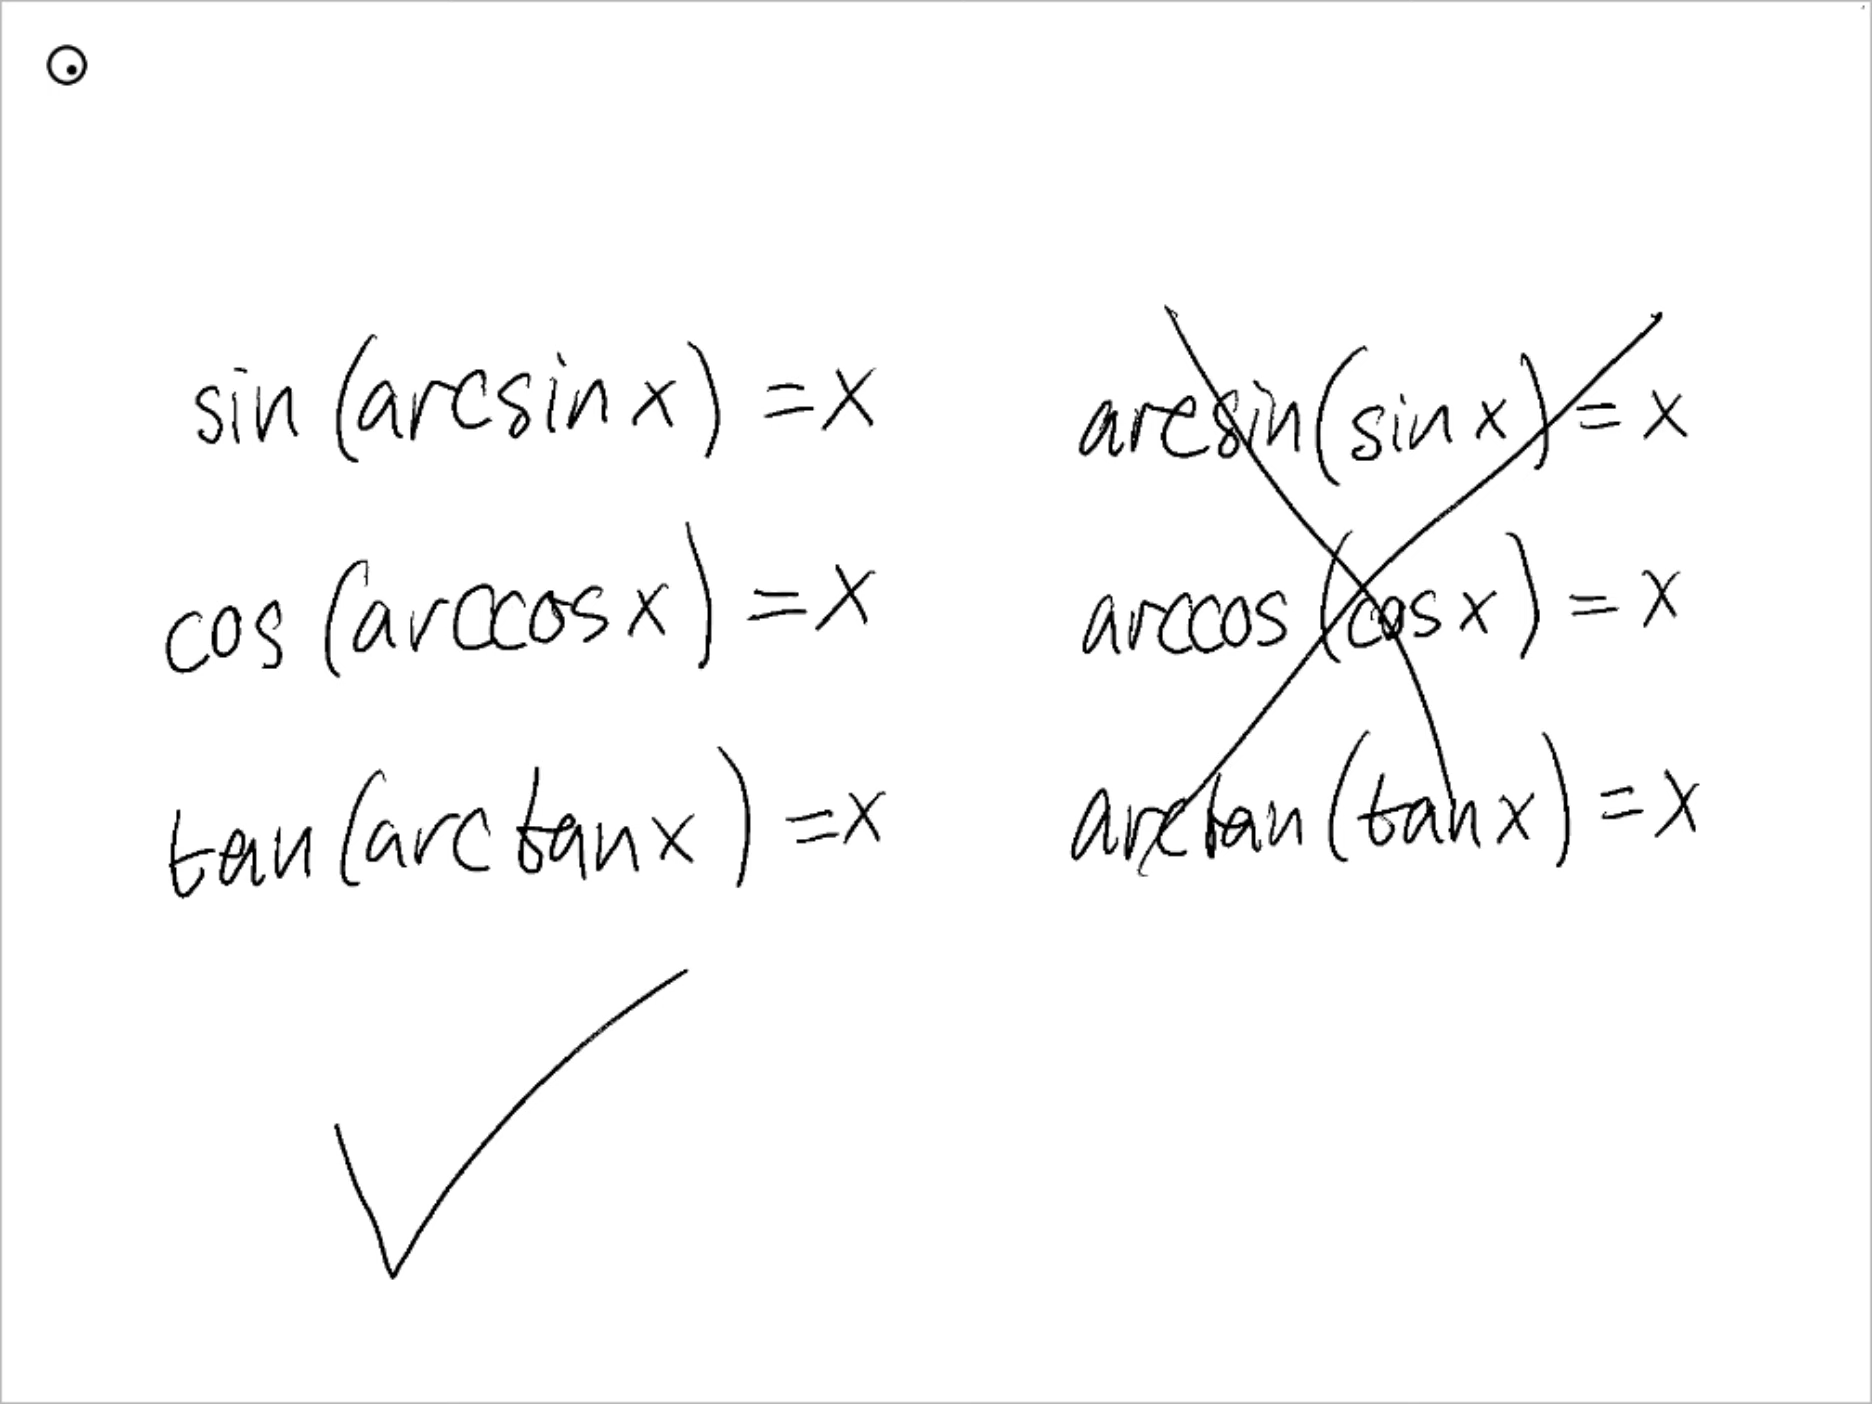 sin (arcsin x) = x
cos (arccos x) = x
tan (arctan x) = x
arcsin (sin x) = x
arccos (cos x) = x
arctan (tan x) = x